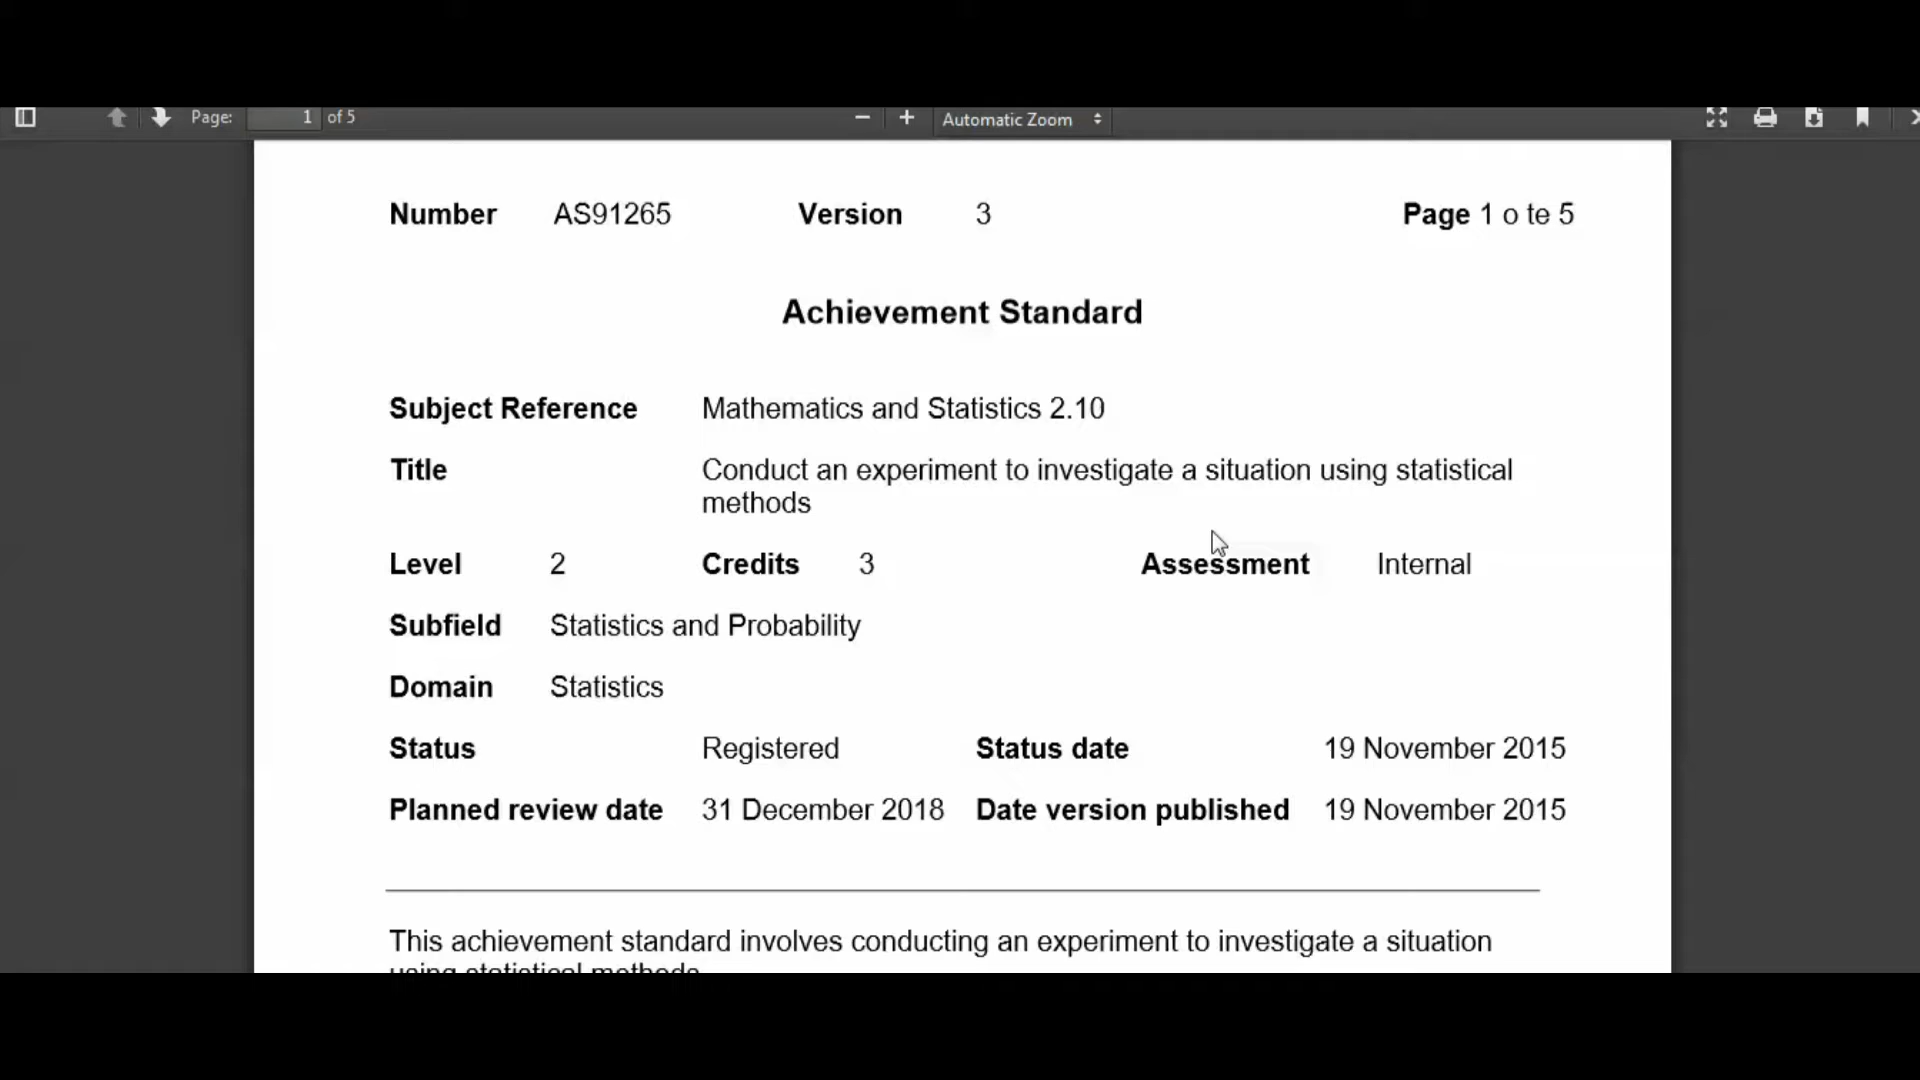 Page: 1 of 5 Automatic Zoom
Number AS91265 Version 3 Page 1 o te 5
Achievement Standard
Subject Reference Mathematics and Statistics 2.10
Title Conduct an experiment to investigate a situation using statistical
methods
Level 2 Credits 3 Assessment Internal
Subfield Statistics and Probability
Domain Statistics
Status Registered Status date 19 November 2015
Planned review date 31 December 2018 Date version published 19 November 2015
This achievement standard involves conducting an experiment to investigate a situation
using statistical methods